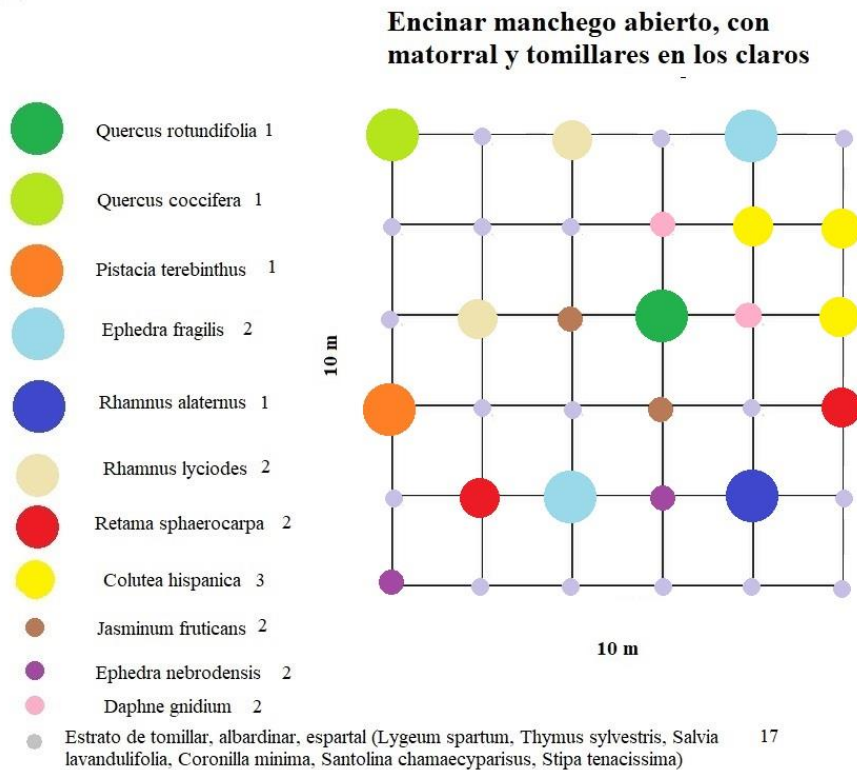 Encinar manchego abierto, con
matorral y tomillares en los claros
Quercus rotundifolia 1
Quercus coccifera 1
Pistacia terebinthus 1
Ephedra fragilis 2
Rhamnus alaternus 1
Rhamnus lyciodes 2
Retama sphaerocarpa 2
Colutea hispanica 3
Jasminum fruticans 2
Ephedra nebrodensis 2
Daphne gnidium 2
Estrato de tomillar, albardinar, espartal (Lygeum spartum, Thymus sylvestris, Salvia 17
lavandulifolia, Coronilla minima, Santolina chamaecyparisus, Stipa tenacissima)
10 m
10 m